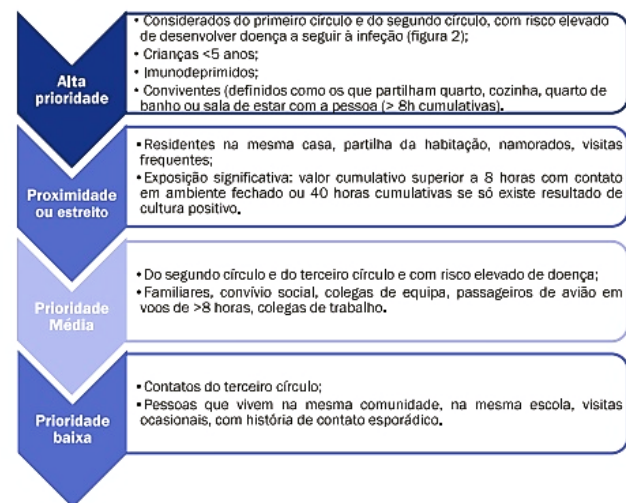 Alta
prioridade
• Considerados do primeiro círculo e do segundo círculo, com risco elevado
de desenvolver doença a seguir à infeção (figura 2);
• Crianças <5 anos;
• Imunodeprimidos;
• Conviventes (definidos como os que partilham quarto, cozinha, quarto de
banho ou sala de estar com a pessoa (> 8h cumulativas).
Proximidade
ou estreito
• Residentes na mesma casa, partilha da habitação, namorados, visitas
frequentes;
• Exposição significativa: valor cumulativo superior a 8 horas com contato
em ambiente fechado ou 40 horas cumulativas se só existe resultado de
cultura positivo.
Prioridade
Média
• Do segundo círculo e do terceiro círculo e com risco elevado de doença;
• Familiares, convívio social, colegas de equipa, passageiros de avião em
voos de >8 horas, colegas de trabalho.
Prioridade
baixa
• Contatos do terceiro círculo;
• Pessoas que vivem na mesma comunidade, na mesma escola, visitas
ocasionais, com história de contato esporádico.